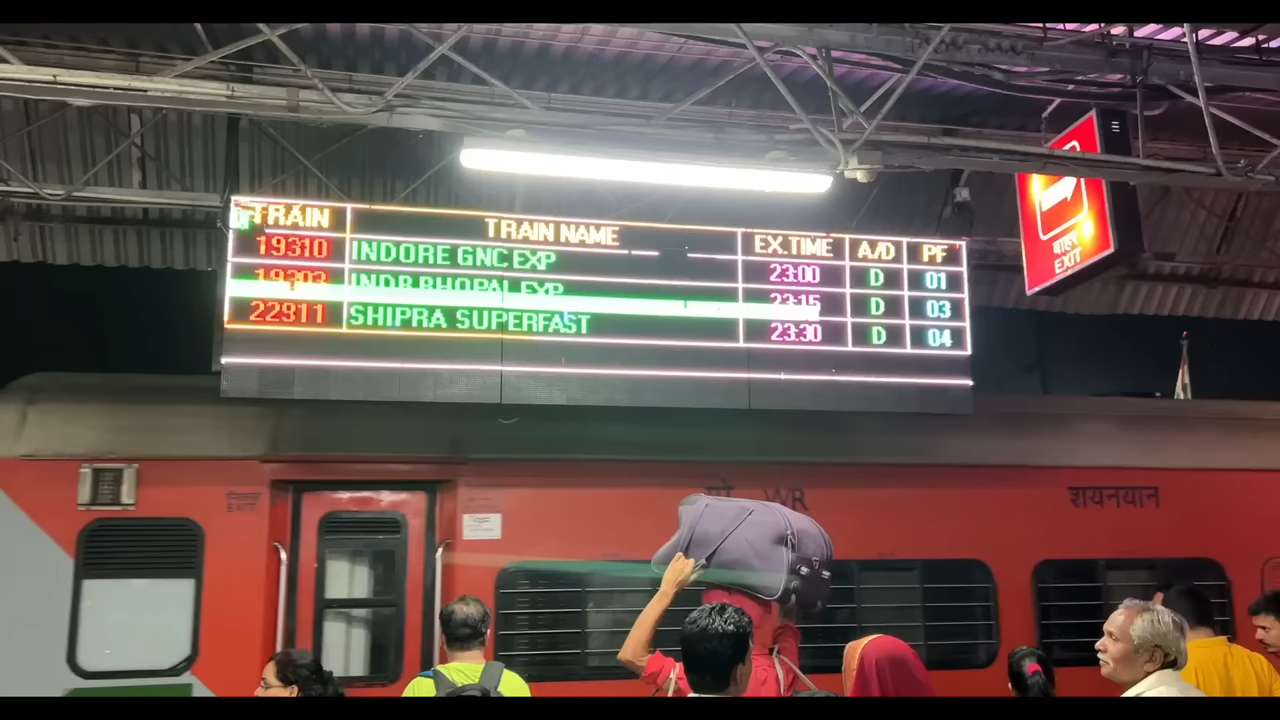 TRAIN TRAIN NAME EX.TIME A/D PF
19310 INDORE GNC EXP 23:00 D 01
19303 INDB BHOPAL EXP 23:15 D 03
22911 SHIPRA SUPERFAST 23:30 D 04
बाहर
EXIT
EXIT
WR
शयनयान